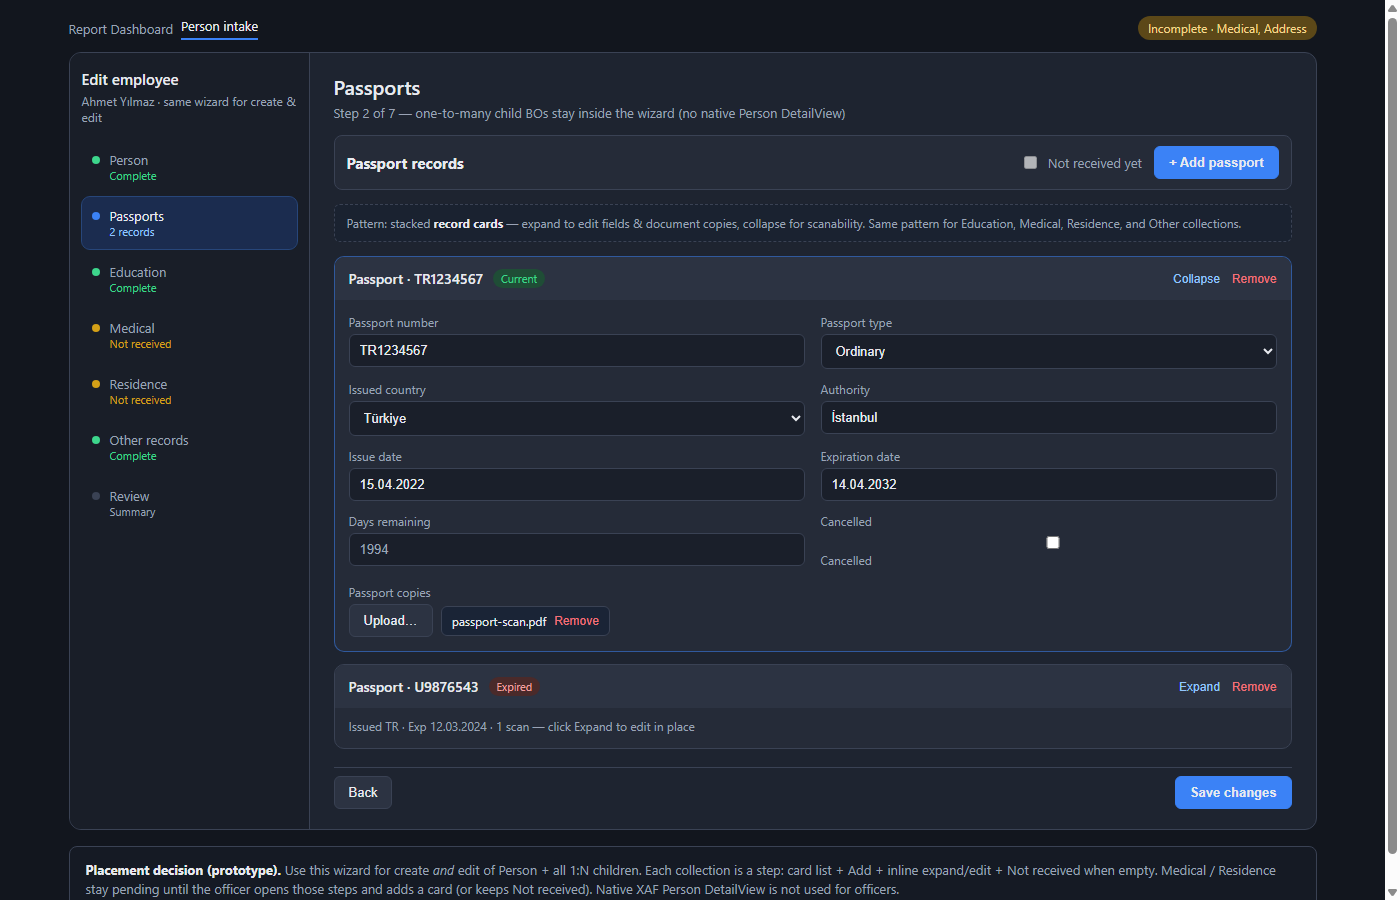 Report Dashboard Person intake
Incomplete · Medical, Address
Edit employee
Ahmet Yılmaz · same wizard for create &
edit
Person
Complete
Passports
2 records
Education
Complete
Medical
Not received
Residence
Not received
Other records
Complete
Review
Summary
Passports
Step 2 of 7 — one-to-many child BOs stay inside the wizard (no native Person DetailView)
Passport records
Not received yet
+ Add passport
Pattern: stacked record cards — expand to edit fields & document copies, collapse for scanability. Same pattern for Education, Medical, Residence, and Other collections.
Passport · TR1234567 Current
Collapse Remove
Passport number
TR1234567
Passport type
Ordinary
Issued country
Türkiye
Authority
İstanbul
Issue date
15.04.2022
Expiration date
14.04.2032
Days remaining
1994
Cancelled
Cancelled
Passport copies
Upload...
passport-scan.pdf Remove
Passport · U9876543 Expired
Expand Remove
Issued TR · Exp 12.03.2024 · 1 scan — click Expand to edit in place
Back
Save changes
Placement decision (prototype). Use this wizard for create and edit of Person + all 1:N children. Each collection is a step: card list + Add + inline expand/edit + Not received when empty. Medical / Residence
stay pending until the officer opens those steps and adds a card (or keeps Not received). Native XAF Person DetailView is not used for officers.